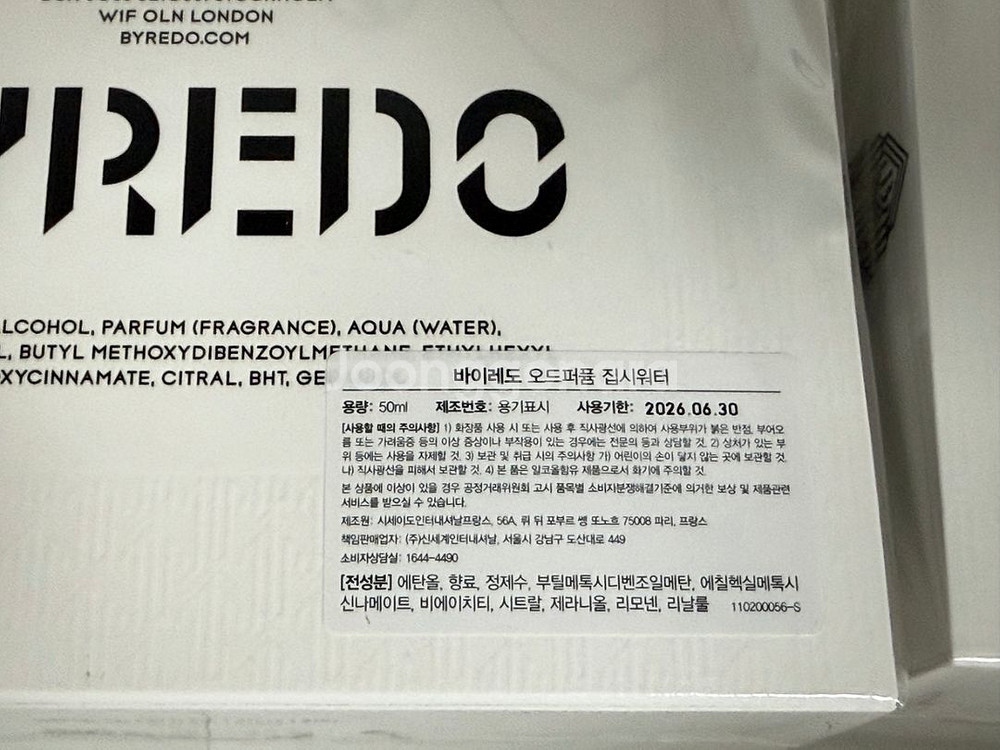 WIF OLN LONDON
BYREDO.COM
YREDO
ALCOHOL, PARFUM (FRAGRANCE), AQUA (WATER),
L, BUTYL METHOXYDIBENZOYLMETHANE, ETHYLHEXYL
OXYCINNAMATE, CITRAL, BHT, GE
바이레도 오드퍼퓸 집시워터
용량: 50ml 제조번호: 용기표시 사용기한: 2026.06.30
[사용할 때의 주의사항] 1) 화장품 사용 시 또는 사용 후 직사광선에 의하여 사용부위가 붉은 반점, 부어오
름 또는 가려움증 등의 이상 증상이나 부작용이 있는 경우에는 전문의 등과 상담할 것. 2) 상처가 있는 부
위 등에는 사용을 자제할 것. 3) 보관 및 취급 시의 주의사항 가) 어린이의 손이 닿지 않는 곳에 보관할 것.
나) 직사광선을 피해서 보관할 것. 4) 본 품은 알코올함유 제품으로서 화기에 주의할 것.
본 상품에 이상이 있을 경우 공정거래위원회 고시 품목별 소비자분쟁해결기준에 의거한 보상 및 제품관련
서비스를 받으실 수 있습니다.
제조원: 시세이도인터내셔날프랑스, 56A, 뤼 뒤 포부르 쌩 또노흐 75008 파리, 프랑스
책임판매업자: (주)신세계인터내셔날, 서울시 강남구 도산대로 449
소비자상담실: 1644-4490
[전성분] 에탄올, 향료, 정제수, 부틸메톡시디벤조일메탄, 에칠헥실메톡시
신나메이트, 비에이치티, 시트랄, 제라니올, 리모넨, 리날룰 110200056-S